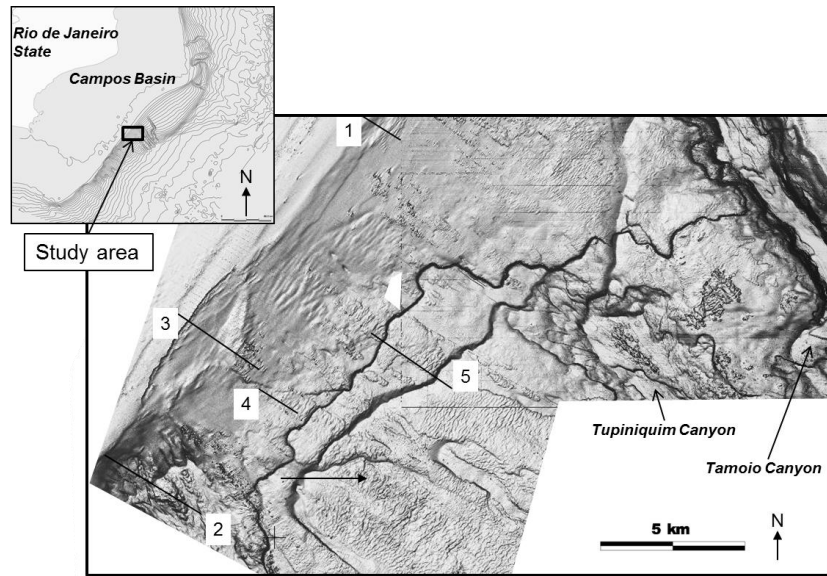 Rio de Janeiro
State
Campos Basin
N
Study area
1
3
4
5
2
Tupiniquim Canyon
Tamoio Canyon
5 km
N